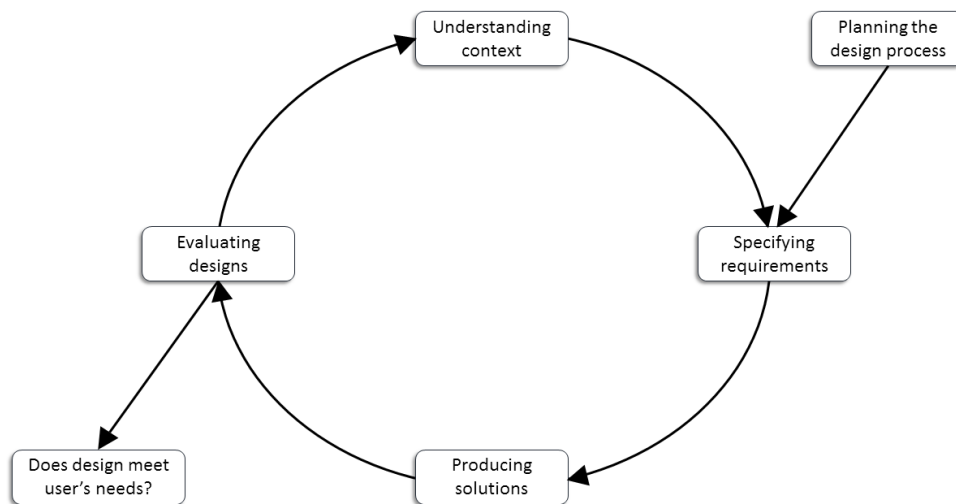 Understanding
context
Planning the
design process
Evaluating
designs
Specifying
requirements
Does design meet
user’s needs?
Producing
solutions